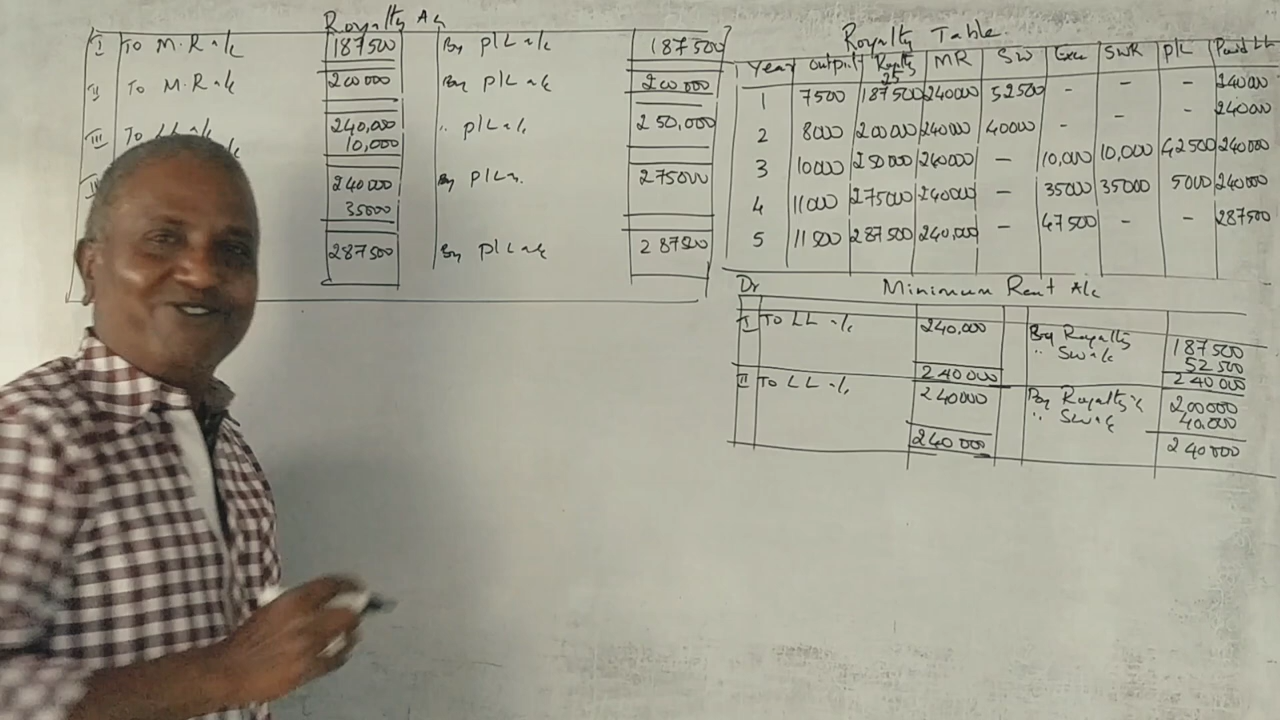 Royalty A/c
I To M.R a/c 187500 By P/L a/c 187500
II To M.R a/c 200000 By P/L a/c 200000
III To LL a/c 240,000 " P/L a/c 250,000
10,000
240000 By P/L a/c 275000
35000
287500 By P/L a/c 287500
Royalty Table.
Year Output Royalty 25 MR SW Exce SWR P/L Paid LL
1 7500 187500 240000 52500 - - - 240000
2 8000 200000 240000 40000 - - - 240000
3 10000 250000 240000 - 10,000 10,000 42500 240000
4 11000 275000 240000 - 35000 35000 5000 240000
5 11500 287500 240,000 - 47500 - - 287500
Dr Minimum Rent A/c
I To LL a/c 240,000 By Royalty 187500
" SW a/c 52500
240000 240000
II To LL a/c 240000 By Royalty a/c 200000
" SW a/c 40,000
240000 240000